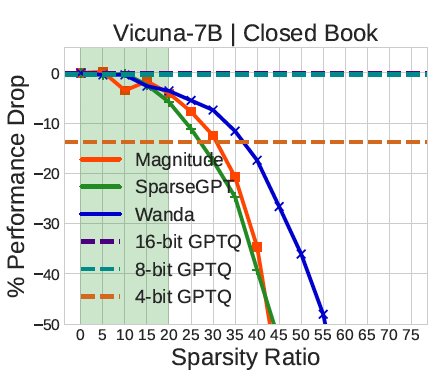 Vicuna-7B | Closed Book
% Performance Drop
0
−10
−20
−30
−40
−50
Magnitude
SparseGPT
Wanda
16-bit GPTQ
8-bit GPTQ
4-bit GPTQ
0 5 10 15 20 25 30 35 40 45 50 55 60 65 70 75
Sparsity Ratio